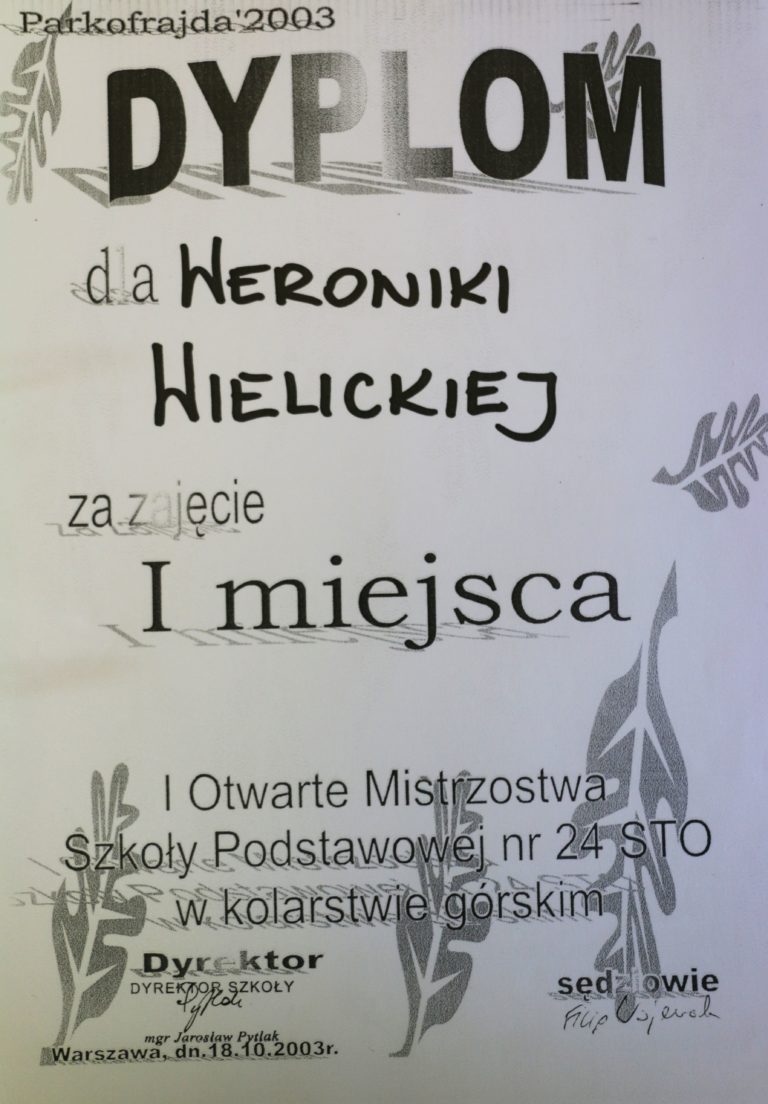 Parkofrajda'2003
DYPLOM
dla WERONIKI
WIELICKIEJ
za zajęcie
I miejsca
I Otwarte Mistrzostwa
Szkoły Podstawowej nr 24 STO
w kolarstwie górskim
Dyrektor
DYREKTOR SZKOŁY
mgr Jarosław Pytlak
Warszawa, dn.18.10.2003r.
sędziowie
Filip